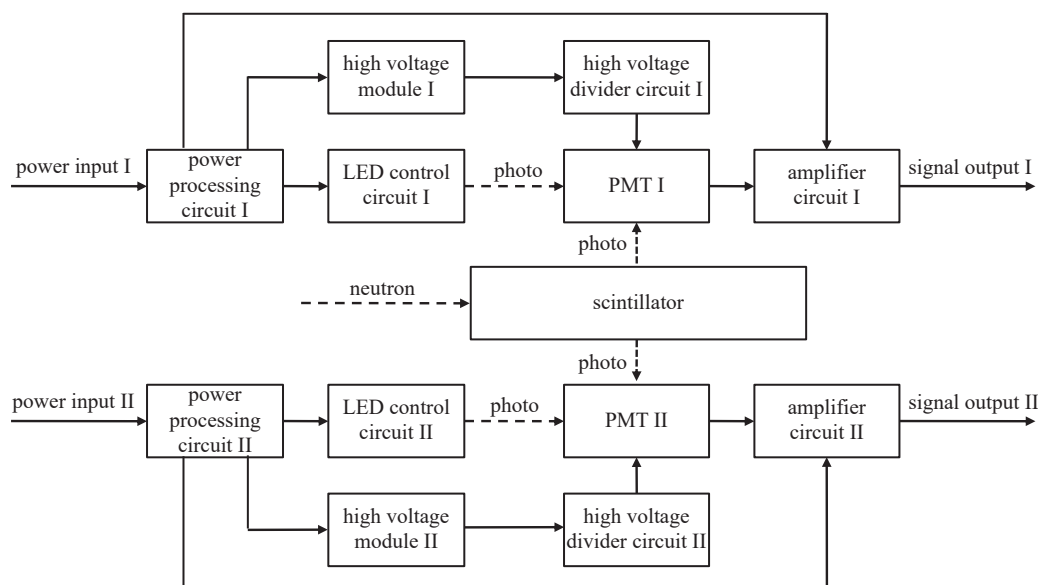 high voltage
module I
high voltage
divider circuit I
power input I
power
processing
circuit I
LED control
circuit I
photo
PMT I
amplifier
circuit I
signal output I
photo
neutron
scintillator
photo
power input II
power
processing
circuit II
LED control
circuit II
photo
PMT II
amplifier
circuit II
signal output II
high voltage
module II
high voltage
divider circuit II